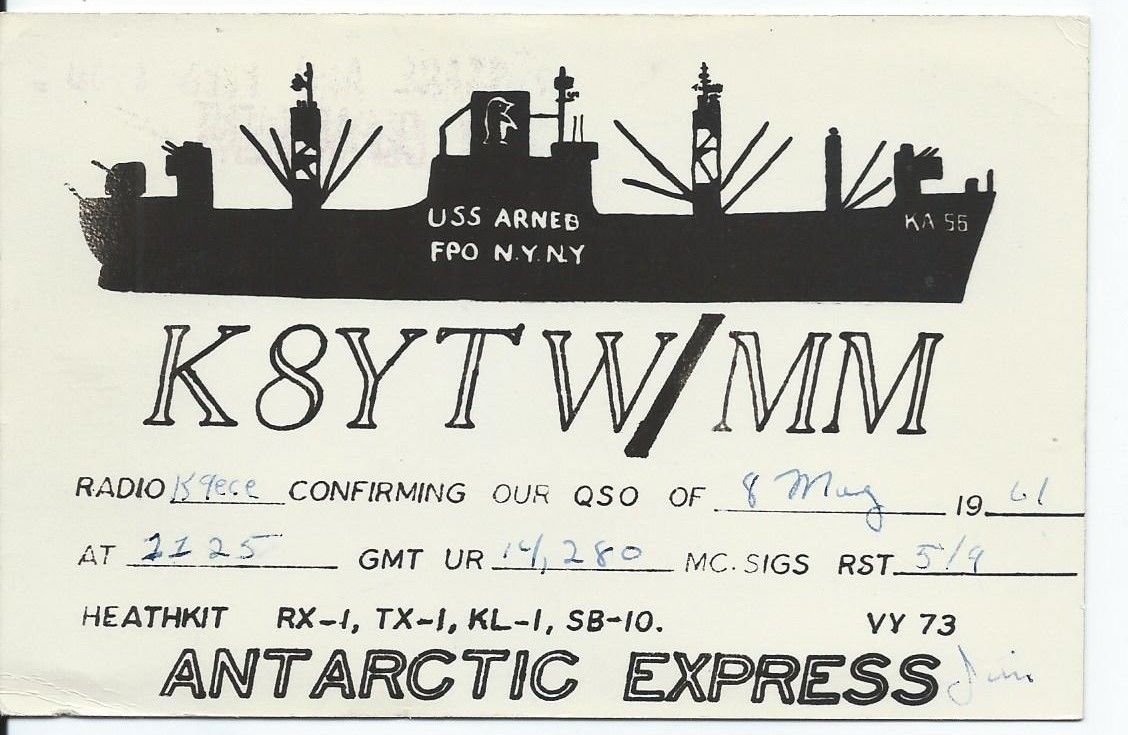 USS ARNEB
FPO N.Y. N.Y
KA 56
K8YTW/MM
RADIO K9ECE CONFIRMING OUR QSO OF 8 May 19 61
AT 2125 GMT UR 14,280 MC. SIGS RST 5/9
HEATHKIT RX-1, TX-1, KL-1, SB-10. VY 73
ANTARCTIC EXPRESS Jim